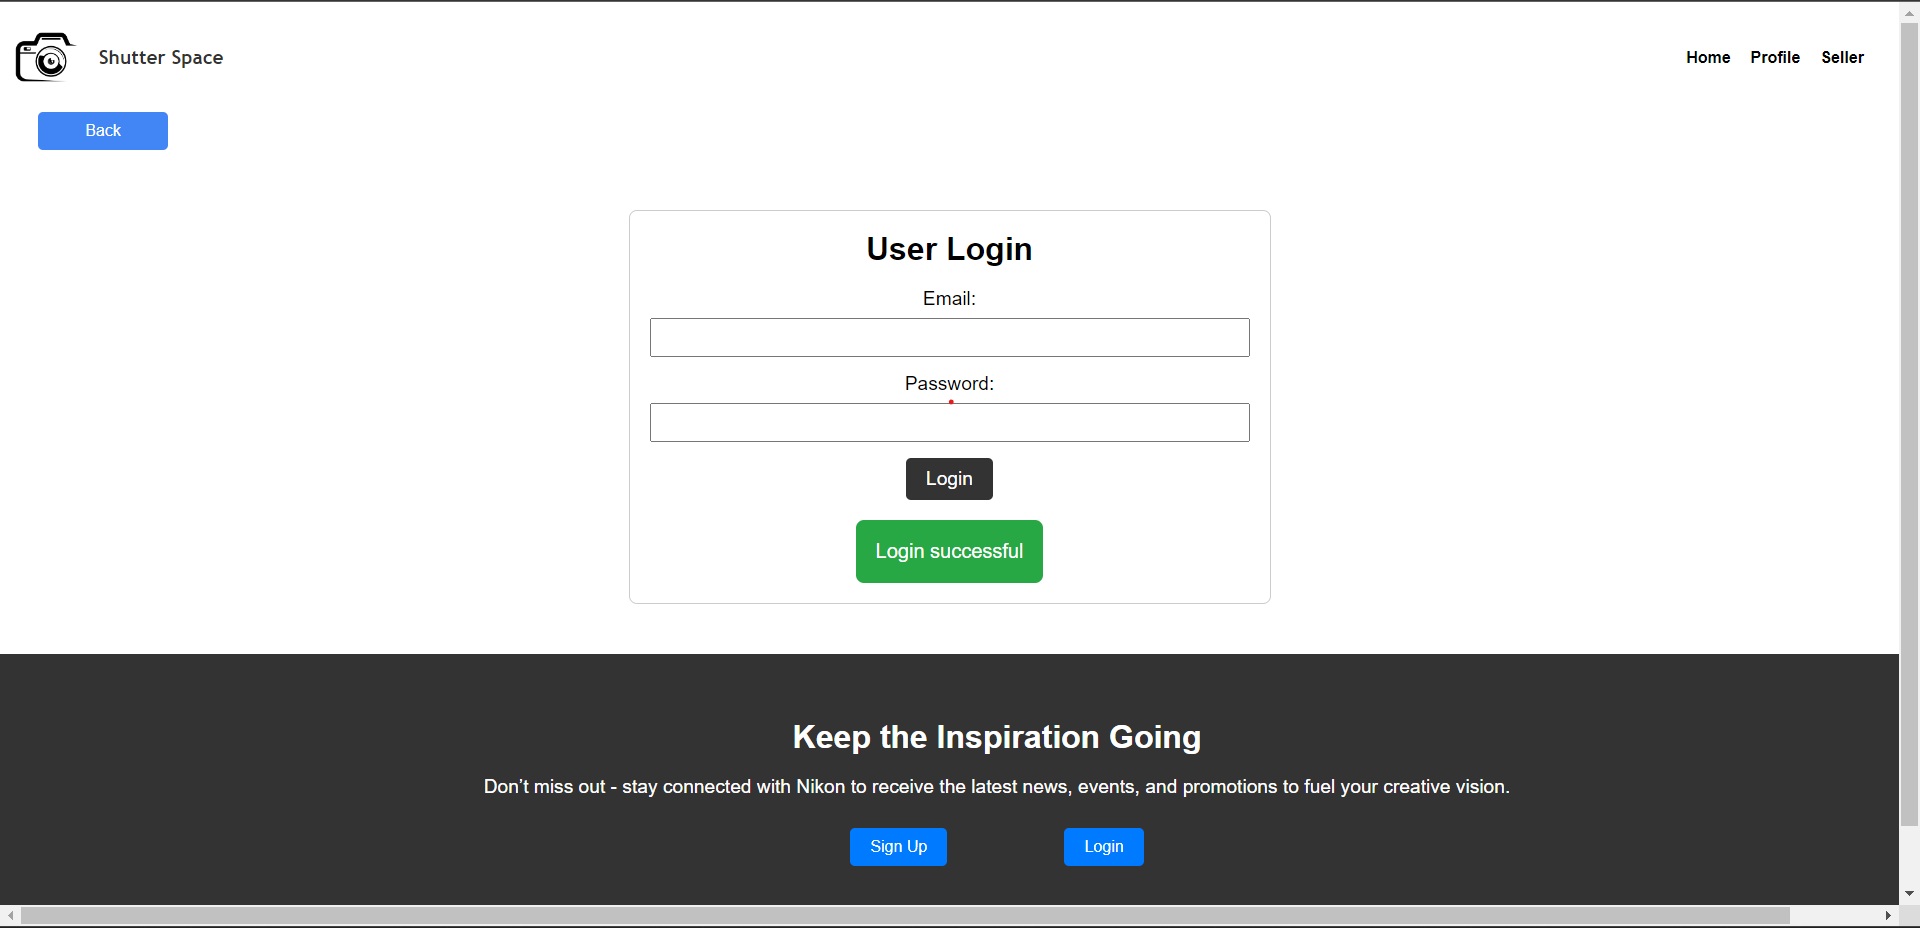 Shutter Space
Home Profile Seller
Back
User Login
Email:
Password:
Login
Login successful
Keep the Inspiration Going
Don’t miss out - stay connected with Nikon to receive the latest news, events, and promotions to fuel your creative vision.
Sign Up Login